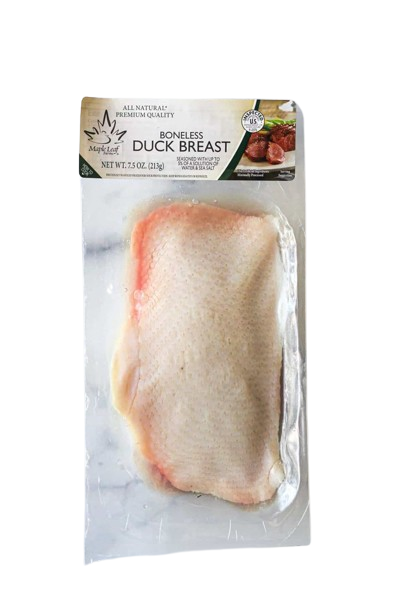 ALL NATURAL*
PREMIUM QUALITY
INSPECTED
U.S.
Maple Leaf
BONELESS
DUCK BREAST
NET WT. 7.5 OZ. (213g)
SEASONED WITH UP TO
5% OF A SOLUTION OF
WATER & SEA SALT